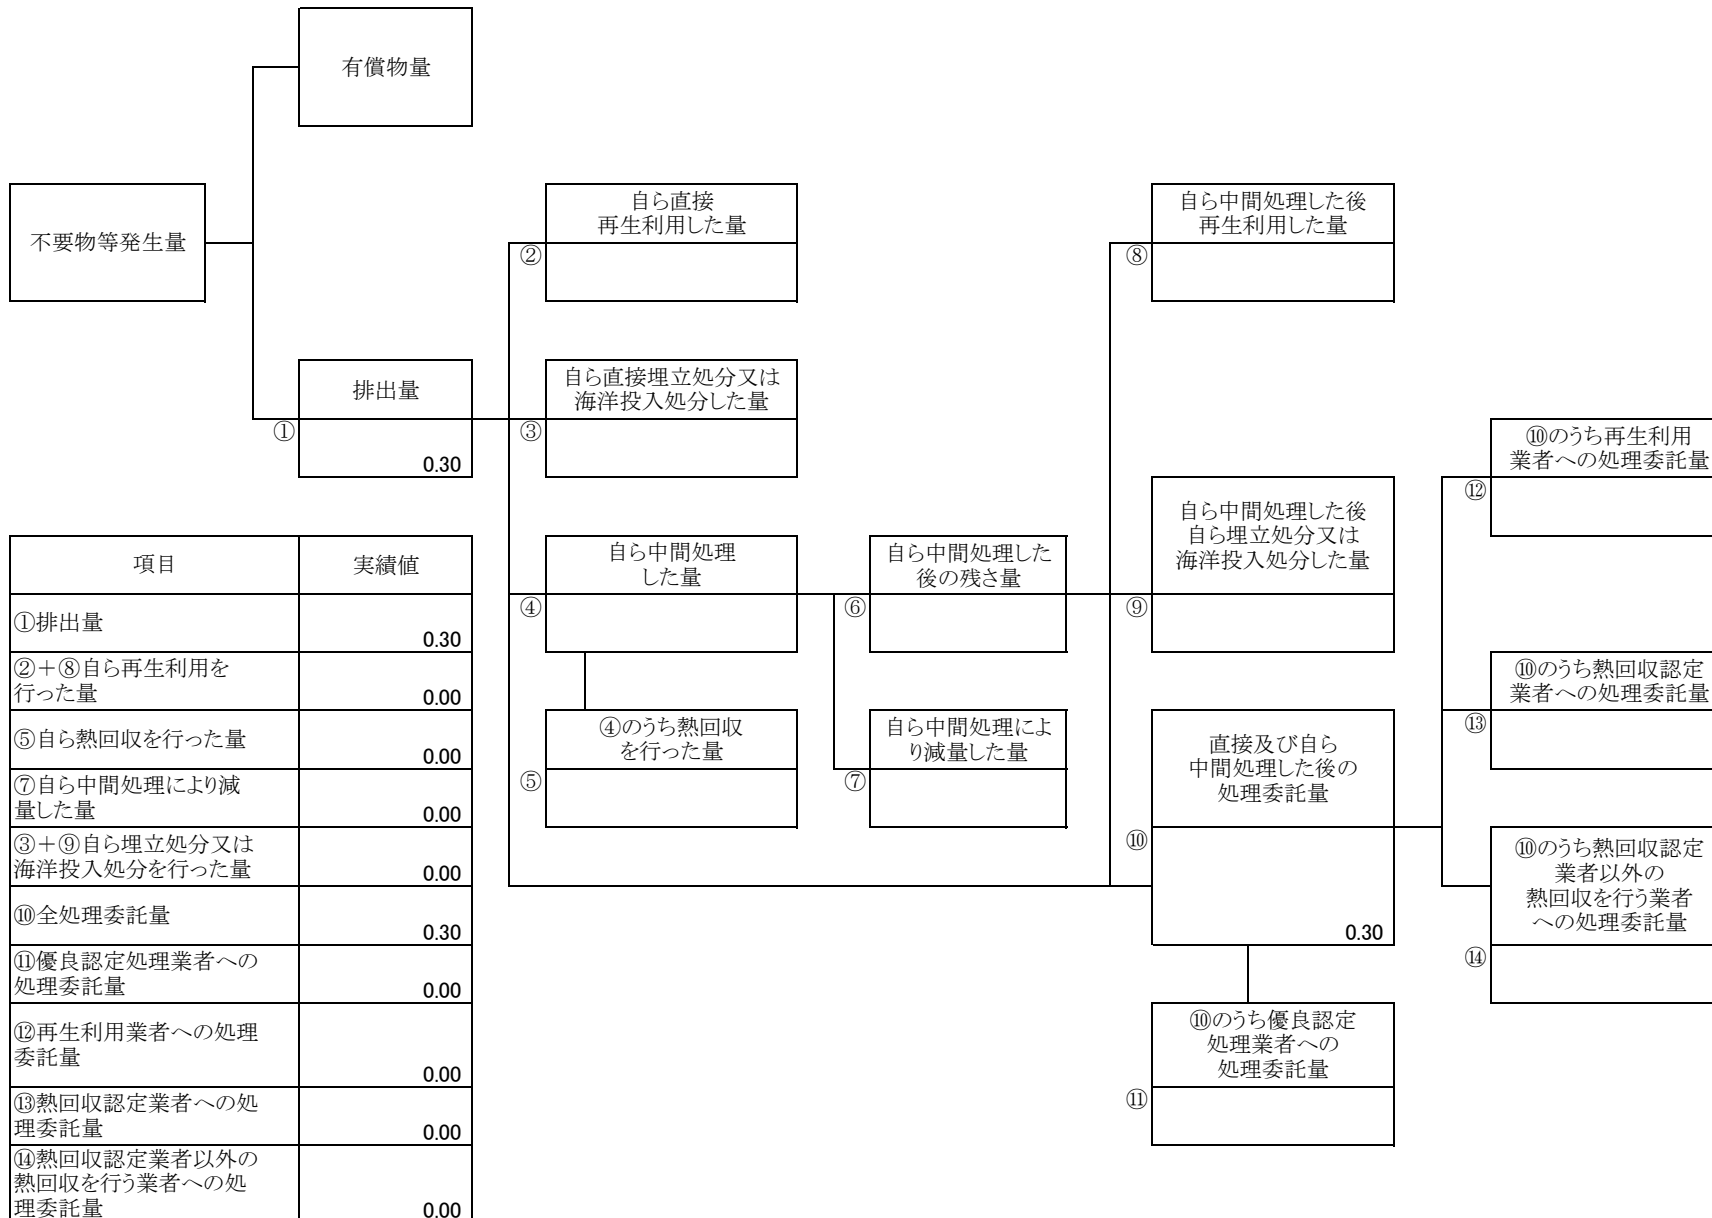 有償物量
不要物等発生量
自ら直接
再生利用した量
②
自ら中間処理した後
再生利用した量
⑧
排出量
①
0.30
自ら直接埋立処分又は
海洋投入処分した量
③
⑩のうち再生利用
業者への処理委託量
⑫
自ら中間処理した後
自ら埋立処分又は
海洋投入処分した量
⑨
自ら中間処理
した量
④
自ら中間処理した
後の残さ量
⑥
⑩のうち熱回収認定
業者への処理委託量
⑬
④のうち熱回収
を行った量
⑤
自ら中間処理によ
り減量した量
⑦
直接及び自ら
中間処理した後の
処理委託量
⑩
0.30
⑩のうち熱回収認定
業者以外の
熱回収を行う業者
への処理委託量
⑭
⑩のうち優良認定
処理業者への
処理委託量
⑪
項目 実績値
①排出量
0.30
②+⑧自ら再生利用を
行った量
0.00
⑤自ら熱回収を行った量
0.00
⑦自ら中間処理により減
量した量
0.00
③+⑨自ら埋立処分又は
海洋投入処分を行った量
0.00
⑩全処理委託量
0.30
⑪優良認定処理業者への
処理委託量
0.00
⑫再生利用業者への処理
委託量
0.00
⑬熱回収認定業者への処
理委託量
0.00
⑭熱回収認定業者以外の
熱回収を行う業者への処
理委託量
0.00